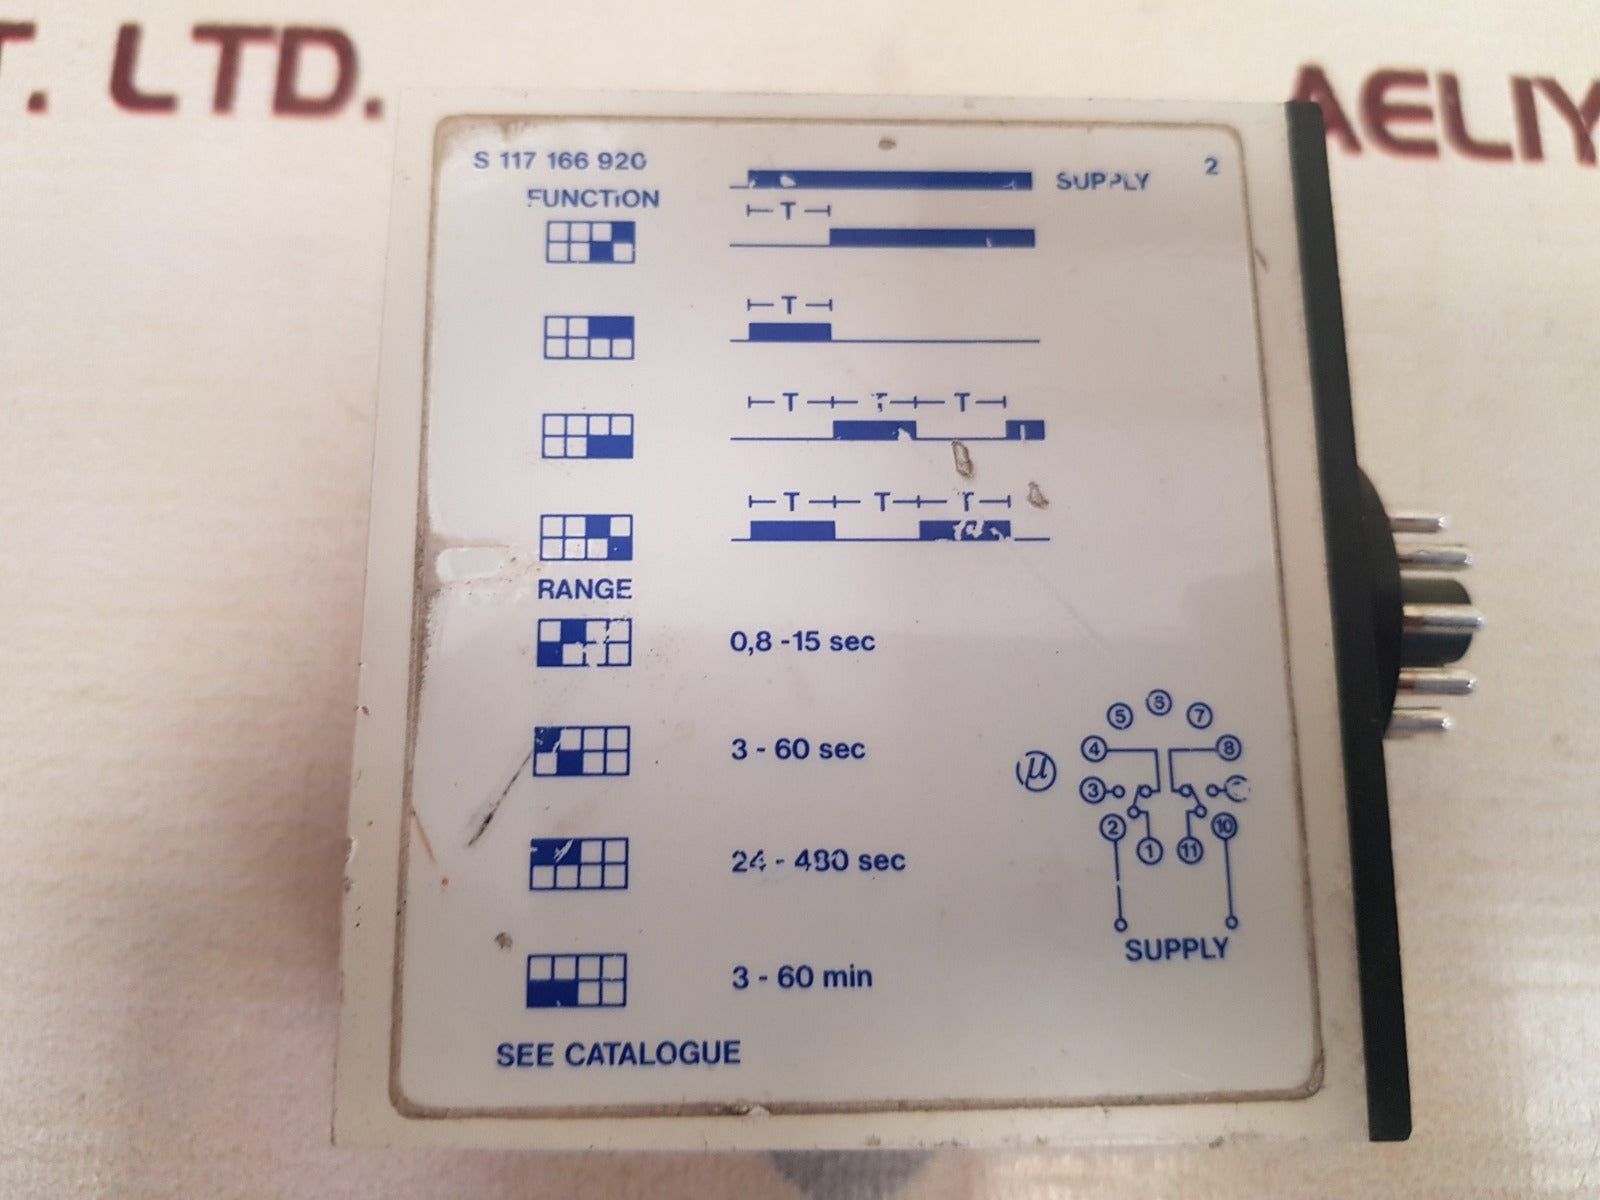 T. LTD.
AELIY
S 117 166 920
2
FUNCTION
SUPPLY
T
T
T T T
T T T
RANGE
0,8 -15 sec
3 - 60 sec
24 - 480 sec
3 - 60 min
SEE CATALOGUE
µ
6
5 7
4 8
3
2 10
1 11
SUPPLY